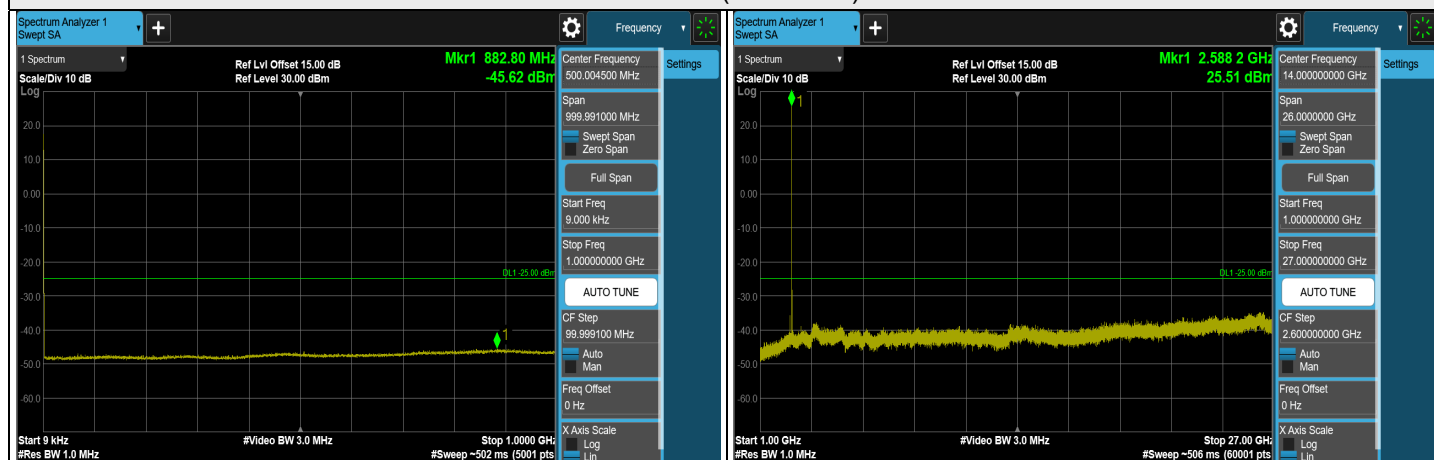 Spectrum Analyzer 1
Swept SA
Frequency
1 Spectrum
Scale/Div 10 dB
Log
Ref Lvl Offset 15.00 dB
Ref Level 30.00 dBm
Mkr1 882.80 MHz
-45.62 dBm
1
20.0
10.0
0.00
-10.0
-20.0
-30.0
-40.0
-50.0
-60.0
DL1 -25.00 dBm
Start 9 kHz
#Res BW 1.0 MHz
#Video BW 3.0 MHz
Stop 1.0000 GHz
#Sweep ~502 ms (5001 pts
Center Frequency
500.004500 MHz
Span
999.991000 MHz
Swept Span
Zero Span
Full Span
Start Freq
9.000 kHz
Stop Freq
1.000000000 GHz
AUTO TUNE
CF Step
99.999100 MHz
Auto
Man
Freq Offset
0 Hz
X Axis Scale
Log
Lin
Settings
Spectrum Analyzer 1
Swept SA
Frequency
1 Spectrum
Scale/Div 10 dB
Log
Ref Lvl Offset 15.00 dB
Ref Level 30.00 dBm
Mkr1 2.588 2 GHz
25.51 dBm
1
20.0
10.0
0.00
-10.0
-20.0
-30.0
-40.0
-50.0
-60.0
DL1 -25.00 dBm
Start 1.00 GHz
#Res BW 1.0 MHz
#Video BW 3.0 MHz
Stop 27.00 GHz
#Sweep ~506 ms (60001 pts
Center Frequency
14.00000000 GHz
Span
26.0000000 GHz
Swept Span
Zero Span
Full Span
Start Freq
1.000000000 GHz
Stop Freq
27.000000000 GHz
AUTO TUNE
CF Step
2.600000000 GHz
Auto
Man
Freq Offset
0 Hz
X Axis Scale
Log
Lin
Settings